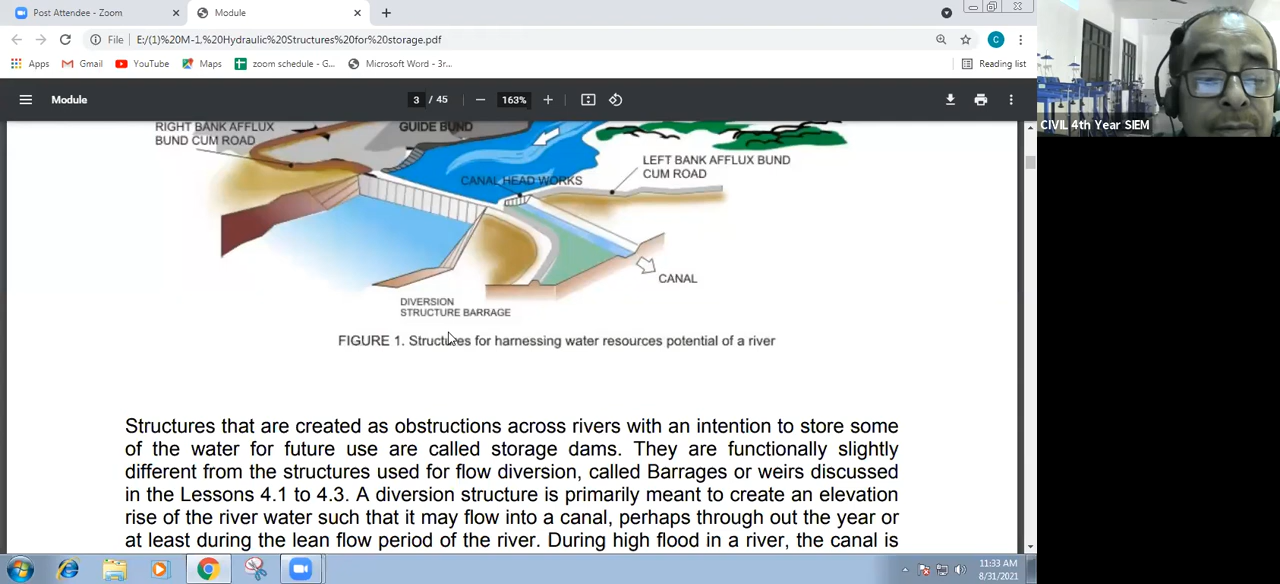 Post Attendee - Zoom
Module
File E:/(1)%20M-1.%20Hydraulic%20Structures%20for%20storage.pdf
Apps Gmail YouTube Maps zoom schedule - G... Microsoft Word - 3r... Reading list
Module 3 / 45 163%
CIVIL 4th Year SIEM
RIGHT BANK AFFLUX
BUND CUM ROAD
GUIDE BUND
LEFT BANK AFFLUX BUND
CUM ROAD
CANAL HEAD WORKS
CANAL
DIVERSION
STRUCTURE BARRAGE
FIGURE 1. Structures for harnessing water resources potential of a river
Structures that are created as obstructions across rivers with an intention to store some
of the water for future use are called storage dams. They are functionally slightly
different from the structures used for flow diversion, called Barrages or weirs discussed
in the Lessons 4.1 to 4.3. A diversion structure is primarily meant to create an elevation
rise of the river water such that it may flow into a canal, perhaps through out the year or
at least during the lean flow period of the river. During high flood in a river, the canal is
11:33 AM
8/31/2021